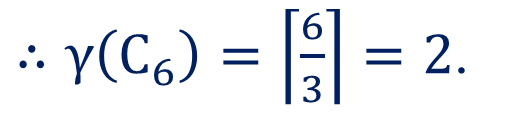 ∴ γ(C₆) = ⌈6/3⌉ = 2.